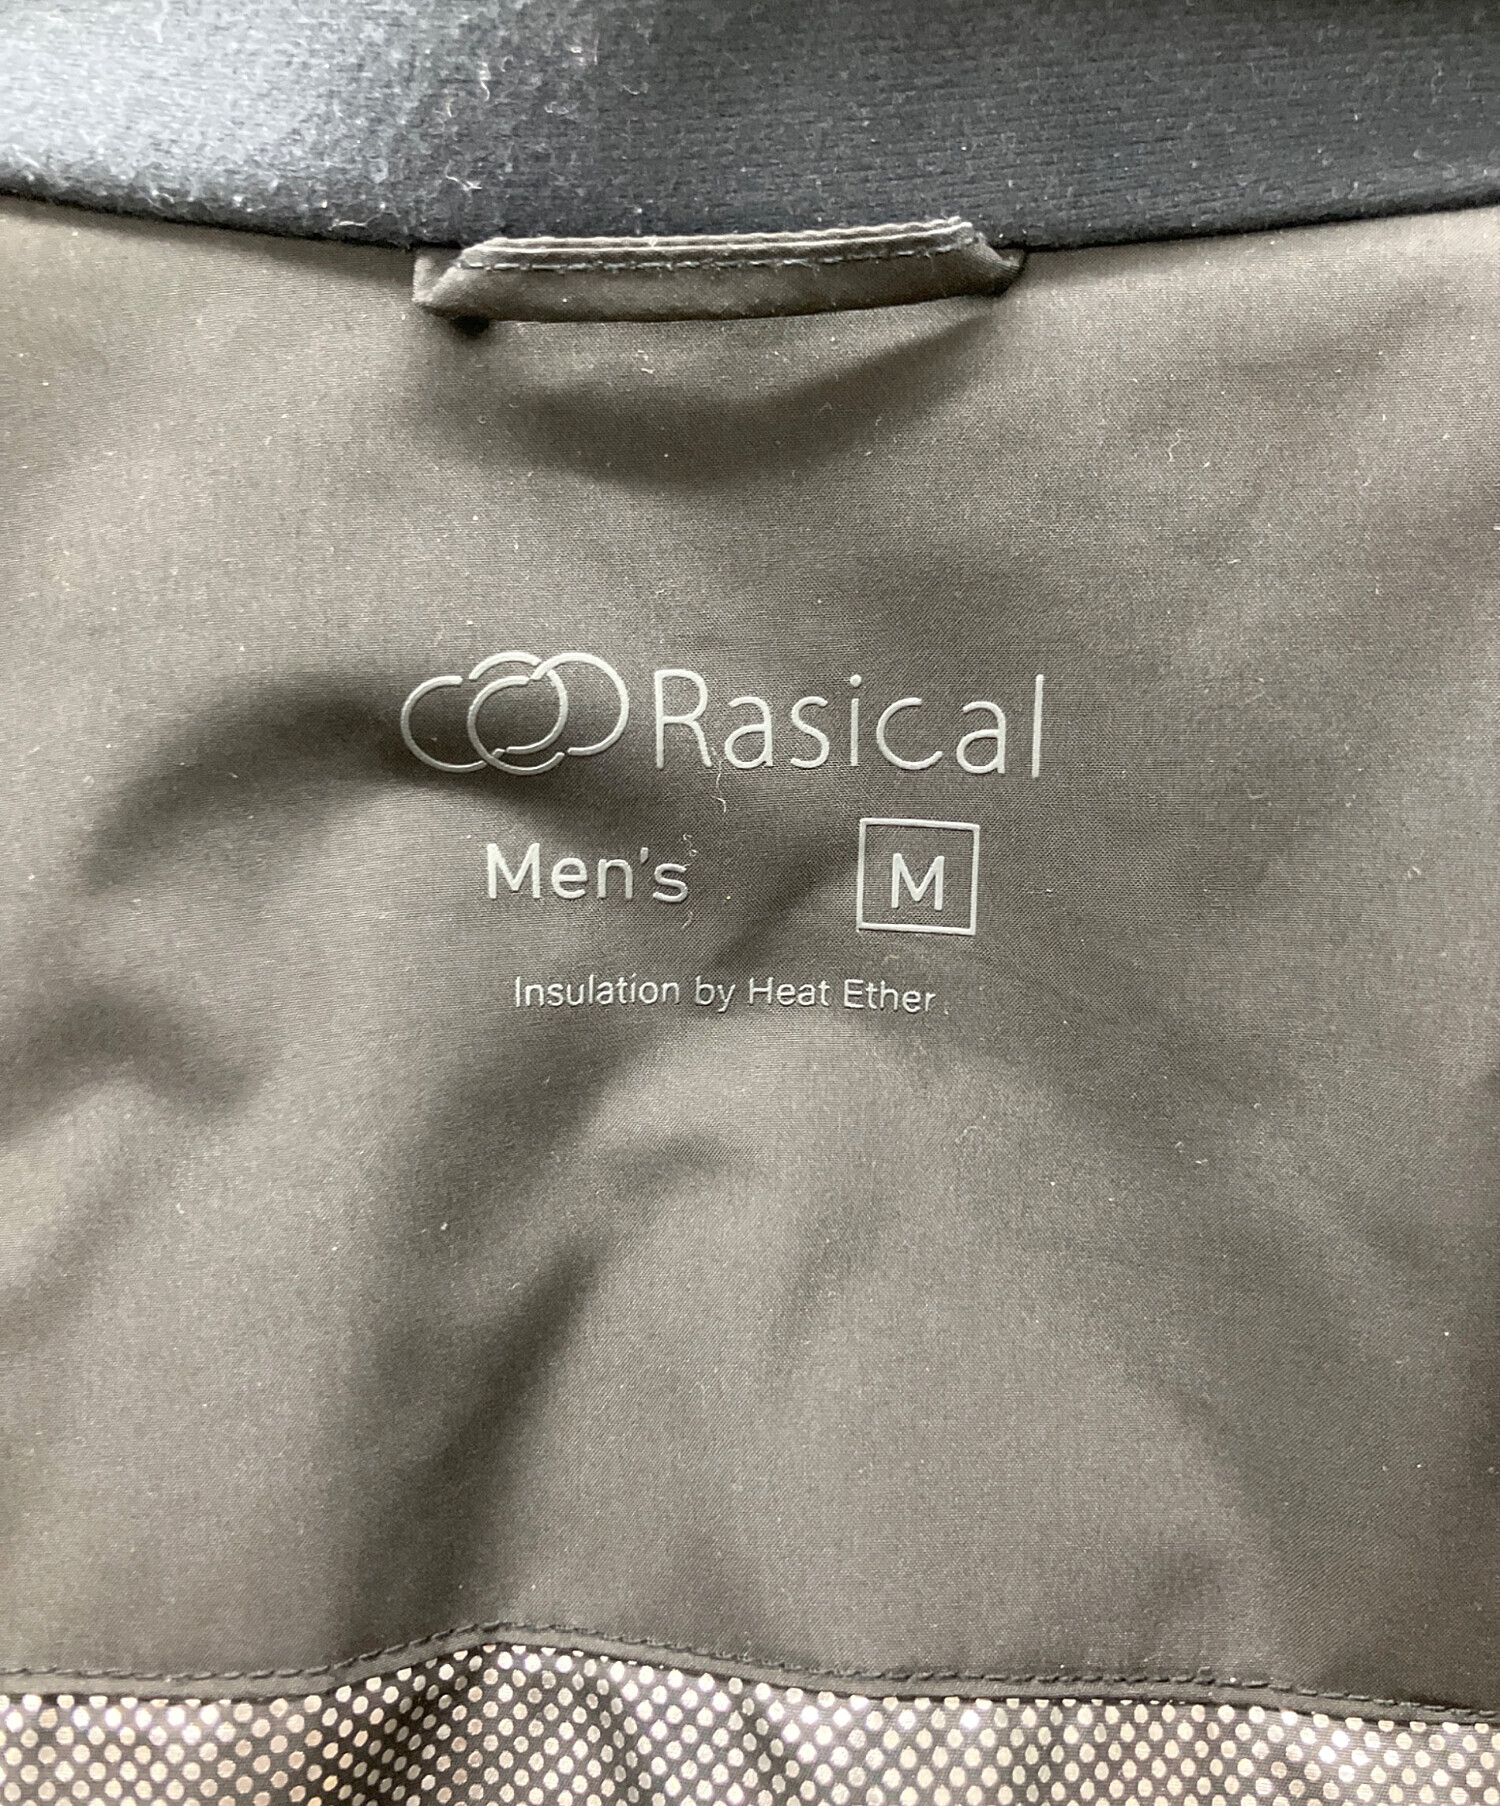 Rasical
Men's M
Insulation by Heat Ether